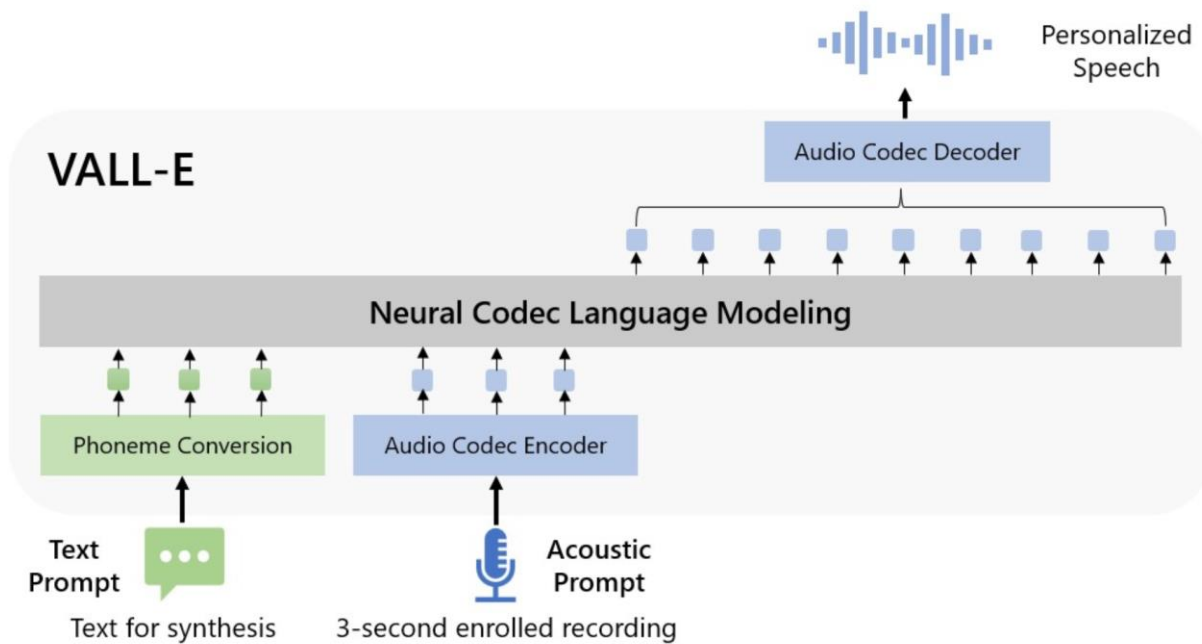 Personalized
Speech
Audio Codec Decoder
VALL-E
Neural Codec Language Modeling
Phoneme Conversion
Audio Codec Encoder
Text
Prompt
Acoustic
Prompt
Text for synthesis
3-second enrolled recording